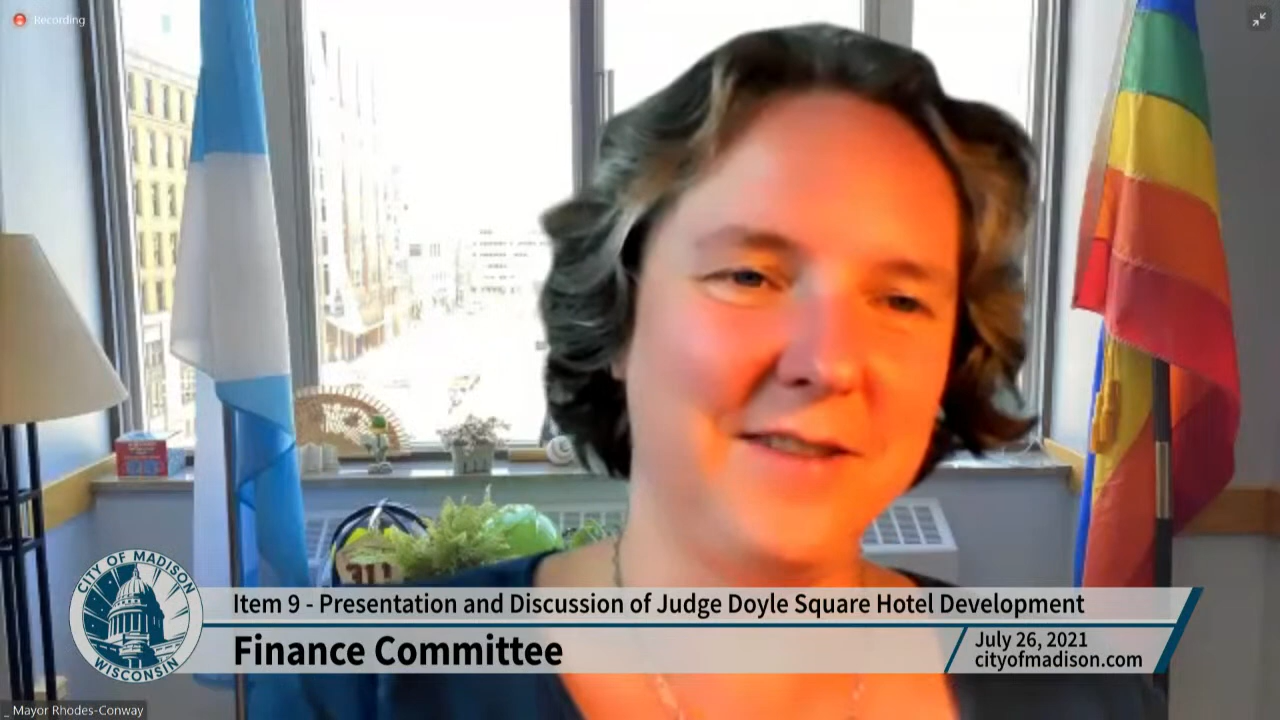 Recording
CITY OF MADISON
WISCONSIN
Item 9 - Presentation and Discussion of Judge Doyle Square Hotel Development
Finance Committee
July 26, 2021
cityofmadison.com
Mayor Rhodes-Conway